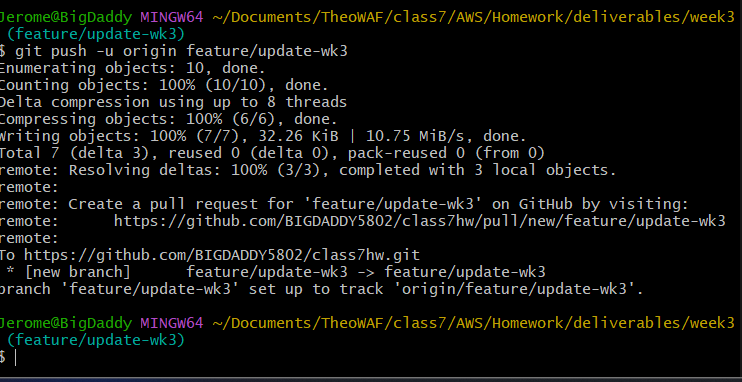 Jerome@BigDaddy MINGW64 ~/Documents/TheoWAF/class7/AWS/Homework/deliverables/week3
(feature/update-wk3)
$ git push -u origin feature/update-wk3
Enumerating objects: 10, done.
Counting objects: 100% (10/10), done.
Delta compression using up to 8 threads
Compressing objects: 100% (6/6), done.
Writing objects: 100% (7/7), 32.26 KiB | 10.75 MiB/s, done.
Total 7 (delta 3), reused 0 (delta 0), pack-reused 0 (from 0)
remote: Resolving deltas: 100% (3/3), completed with 3 local objects.
remote:
remote: Create a pull request for 'feature/update-wk3' on GitHub by visiting:
remote:      https://github.com/BIGDADDY5802/class7hw/pull/new/feature/update-wk3
remote:
To https://github.com/BIGDADDY5802/class7hw.git
 * [new branch]      feature/update-wk3 -> feature/update-wk3
branch 'feature/update-wk3' set up to track 'origin/feature/update-wk3'.
Jerome@BigDaddy MINGW64 ~/Documents/TheoWAF/class7/AWS/Homework/deliverables/week3
(feature/update-wk3)
$